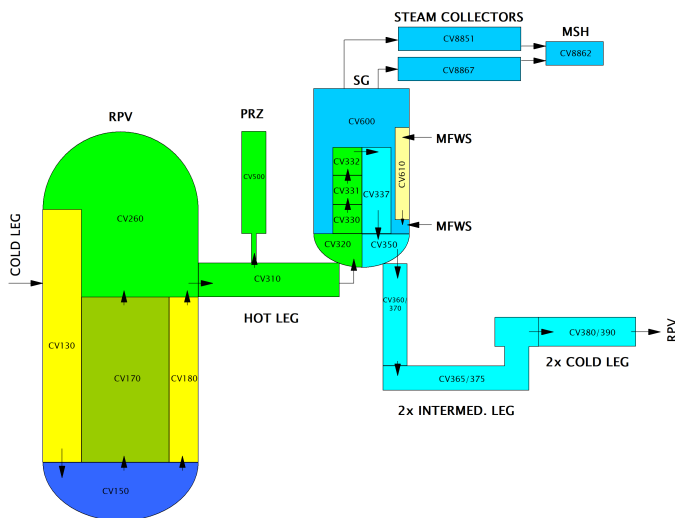 STEAM COLLECTORS
MSH
CV8851
CV8862
CV8867
SG
RPV
PRZ
CV600
MFWS
CV610
CV500
CV332
CV331
CV337
CV330
CV260
MFWS
CV320
CV350
COLD LEG
CV310
HOT LEG
CV360/
370
CV130
CV170
CV180
CV380/390
RPV
2x COLD LEG
CV365/375
2x INTERMED. LEG
CV150